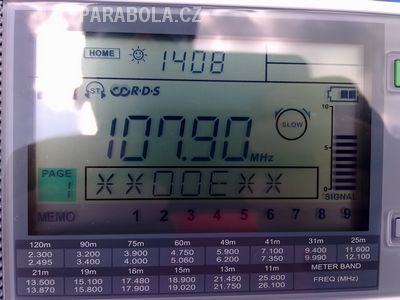 PARABOLA.CZ
HOME 1408
ST R·D·S
10
5
0
SLOW
107.90 MHz
PAGE
**00E**
SIGNAL
MEMO 1 2 3 4 5 6 7 8 9
120m 90m 75m 60m 49m 41m 31m 25m
2.300 3.200 3.900 4.750 5.900 7.100 9.400 11.600
2.495 3.400 4.000 5.060 6.200 7.350 9.990 12.100
21m 19m 16m 15m 13m 11m METER BAND
13.500 15.100 17.480 18.900 21.450 25.600 FREQ (MHz)
13.870 15.800 17.900 19.020 21.750 26.100